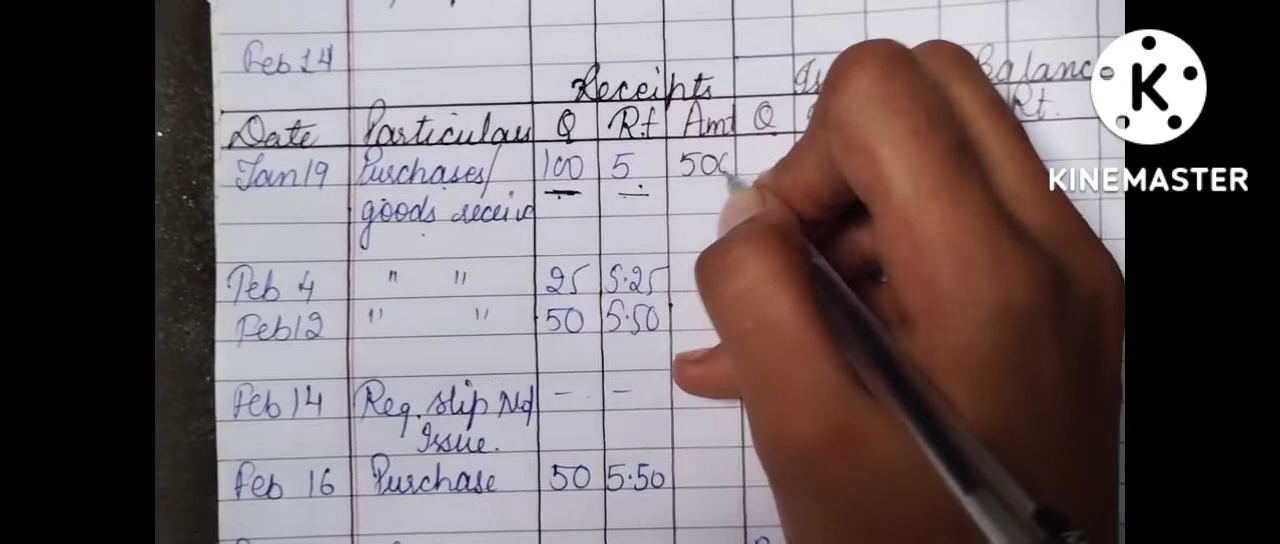 Feb 14
Receipts Balance
Date Particulars Q Rt Amt Q Rt.
Jan 19 Purchases/ 100 5 500
goods receiv
Feb 4 " " 25 5.25
Feb 12 " " 50 5.50
Feb 14 Req. slip No/ - -
Issue.
Feb 16 Purchase 50 5.50
K
KINEMASTER